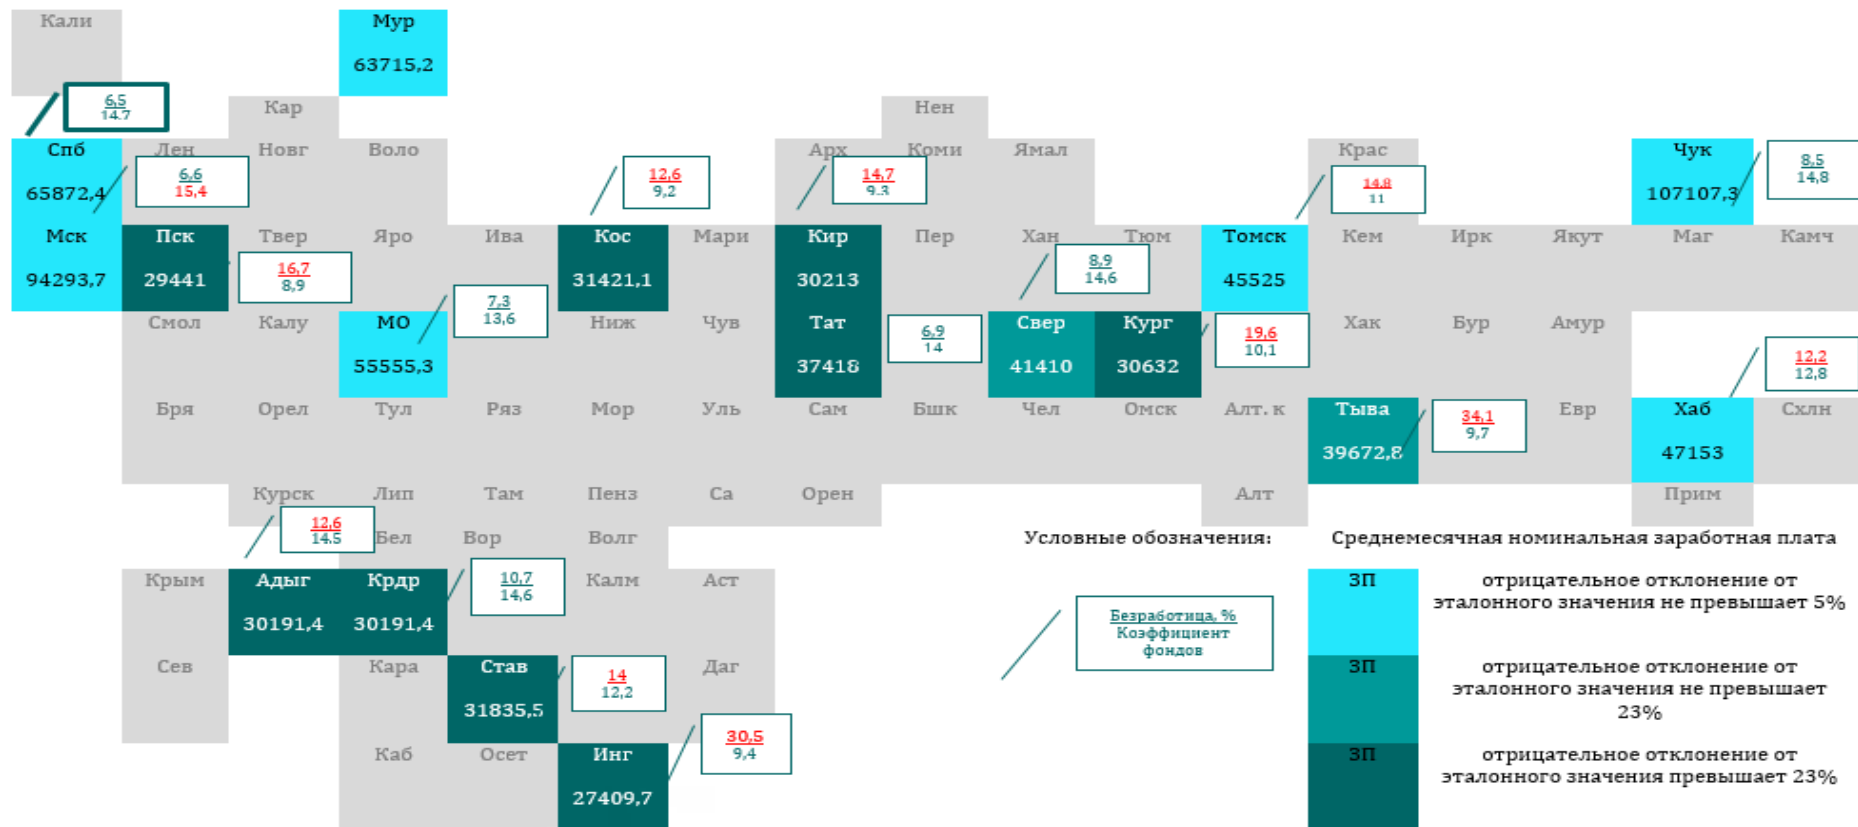 Кали
Мур
63715,2
6,5
14,7
Кар
Нен
Спб
Лен
Новг
Воло
Арх
Коми
Ямал
Крас
Чук
65872,4
6,6
15,4
12,6
9,2
14,7
9,3
14,8
11
107107,3
8,5
14,8
Мск
Пск
Твер
Яро
Ива
Кос
Мари
Кир
Пер
Хан
Тюм
Томск
Кем
Ирк
Якут
Маг
Камч
94293,7
29441
16,7
8,9
7,3
13,6
31421,1
30213
8,9
14,6
45525
Смол
Калу
МО
Ниж
Чув
Тат
6,9
14
Свер
Кург
19,6
10,1
Хак
Бур
Амур
55555,3
37418
41410
30632
12,2
12,8
Бря
Орел
Тул
Ряз
Мор
Уль
Сам
Бшк
Чел
Омск
Алт. к
Тыва
34,1
9,7
Евр
Хаб
Схлн
39672,8
47153
Курск
Лип
Там
Пенз
Са
Орен
Алт
Прим
12,6
14,5
Бел
Вор
Волг
Условные обозначения:
Среднемесячная номинальная заработная плата
Крым
Адыг
Крдр
10,7
14,6
Калм
Аст
30191,4
30191,4
Безработица, %
Коэффициент
фондов
ЗП
отрицательное отклонение от
эталонного значения не превышает 5%
Сев
Кара
Став
14
12,2
Даг
31835,5
ЗП
отрицательное отклонение от
эталонного значения не превышает
23%
30,5
9,4
Каб
Осет
Инг
27409,7
ЗП
отрицательное отклонение от
эталонного значения превышает 23%